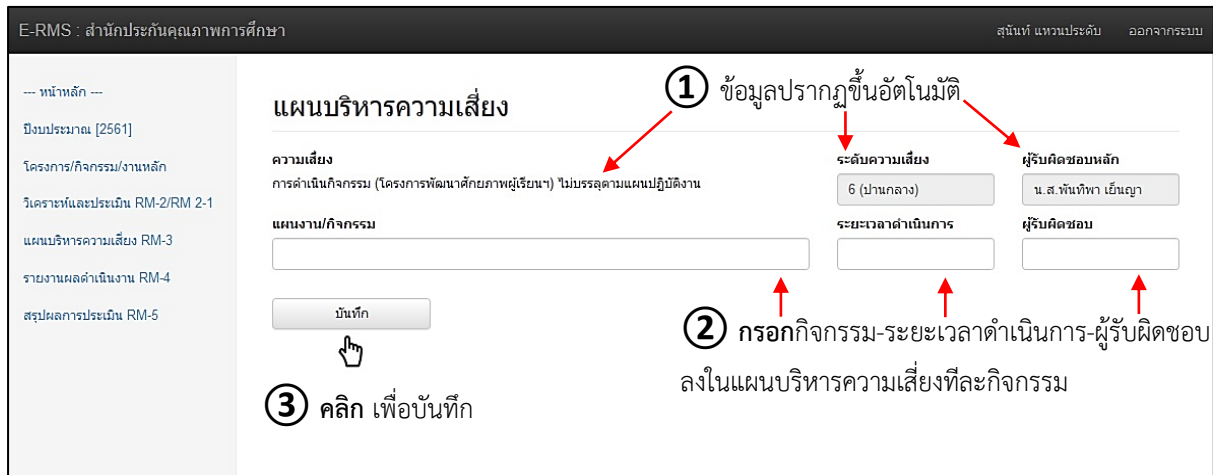 E-RMS : สำนักประกันคุณภาพการศึกษา
สุนันท์ แหวนประดับ ออกจากระบบ
--- หน้าหลัก ---
ปีงบประมาณ [2561]
โครงการ/กิจกรรม/งานหลัก
วิเคราะห์และประเมิน RM-2/RM 2-1
แผนบริหารความเสี่ยง RM-3
รายงานผลดำเนินงาน RM-4
สรุปผลการประเมิน RM-5
① ข้อมูลปรากฏขึ้นอัตโนมัติ
แผนบริหารความเสี่ยง
ความเสี่ยง ระดับความเสี่ยง ผู้รับผิดชอบหลัก
การดำเนินกิจกรรม (โครงการพัฒนาศักยภาพผู้เรียนฯ) ไม่บรรลุตามแผนปฏิบัติงาน 6 (ปานกลาง) น.ส.พันทิพา เย็นญา
แผนงาน/กิจกรรม ระยะเวลาดำเนินการ ผู้รับผิดชอบ
บันทึก
② กรอกกิจกรรม-ระยะเวลาดำเนินการ-ผู้รับผิดชอบ
ลงในแผนบริหารความเสี่ยงทีละกิจกรรม
③ คลิก เพื่อบันทึก